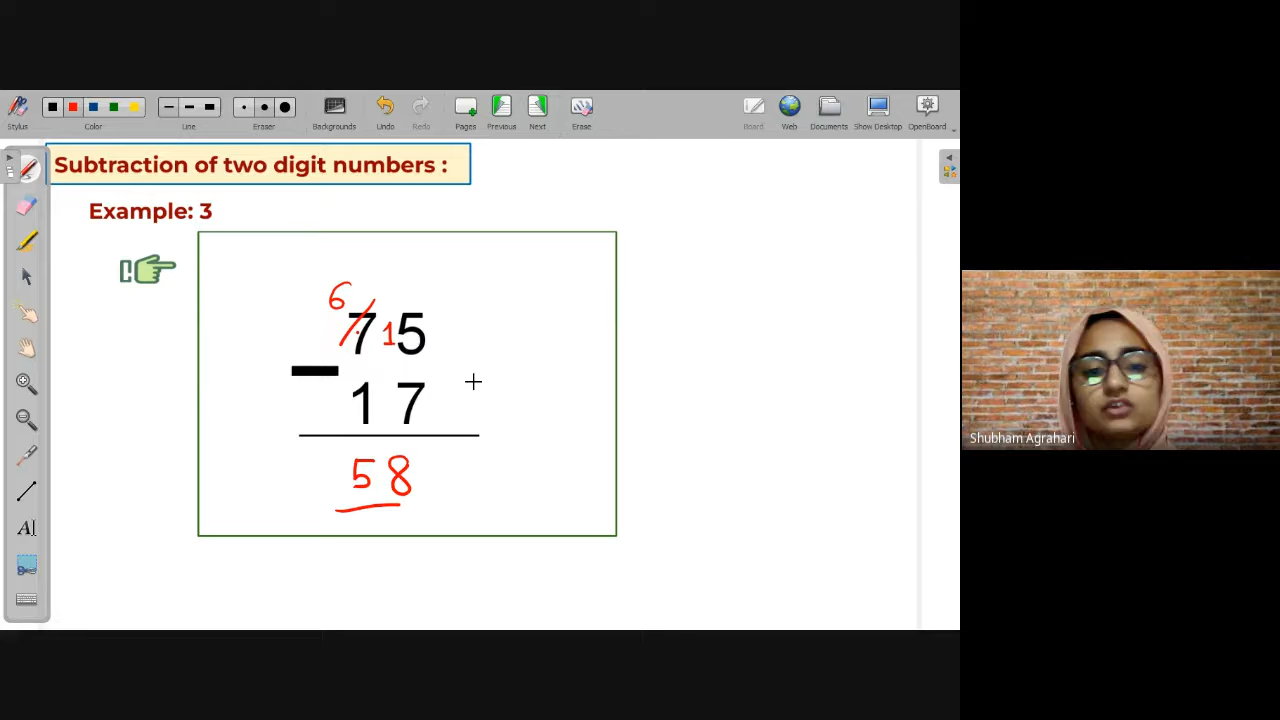 Stylus
Color
Line
Eraser
Backgrounds
Undo
Redo
Pages
Previous
Next
Erase
Board
Web
Documents
Show Desktop
OpenBoard
Subtraction of two digit numbers :
Example: 3
6
7 1 5
− 1 7
5 8
Shubham Agrahari